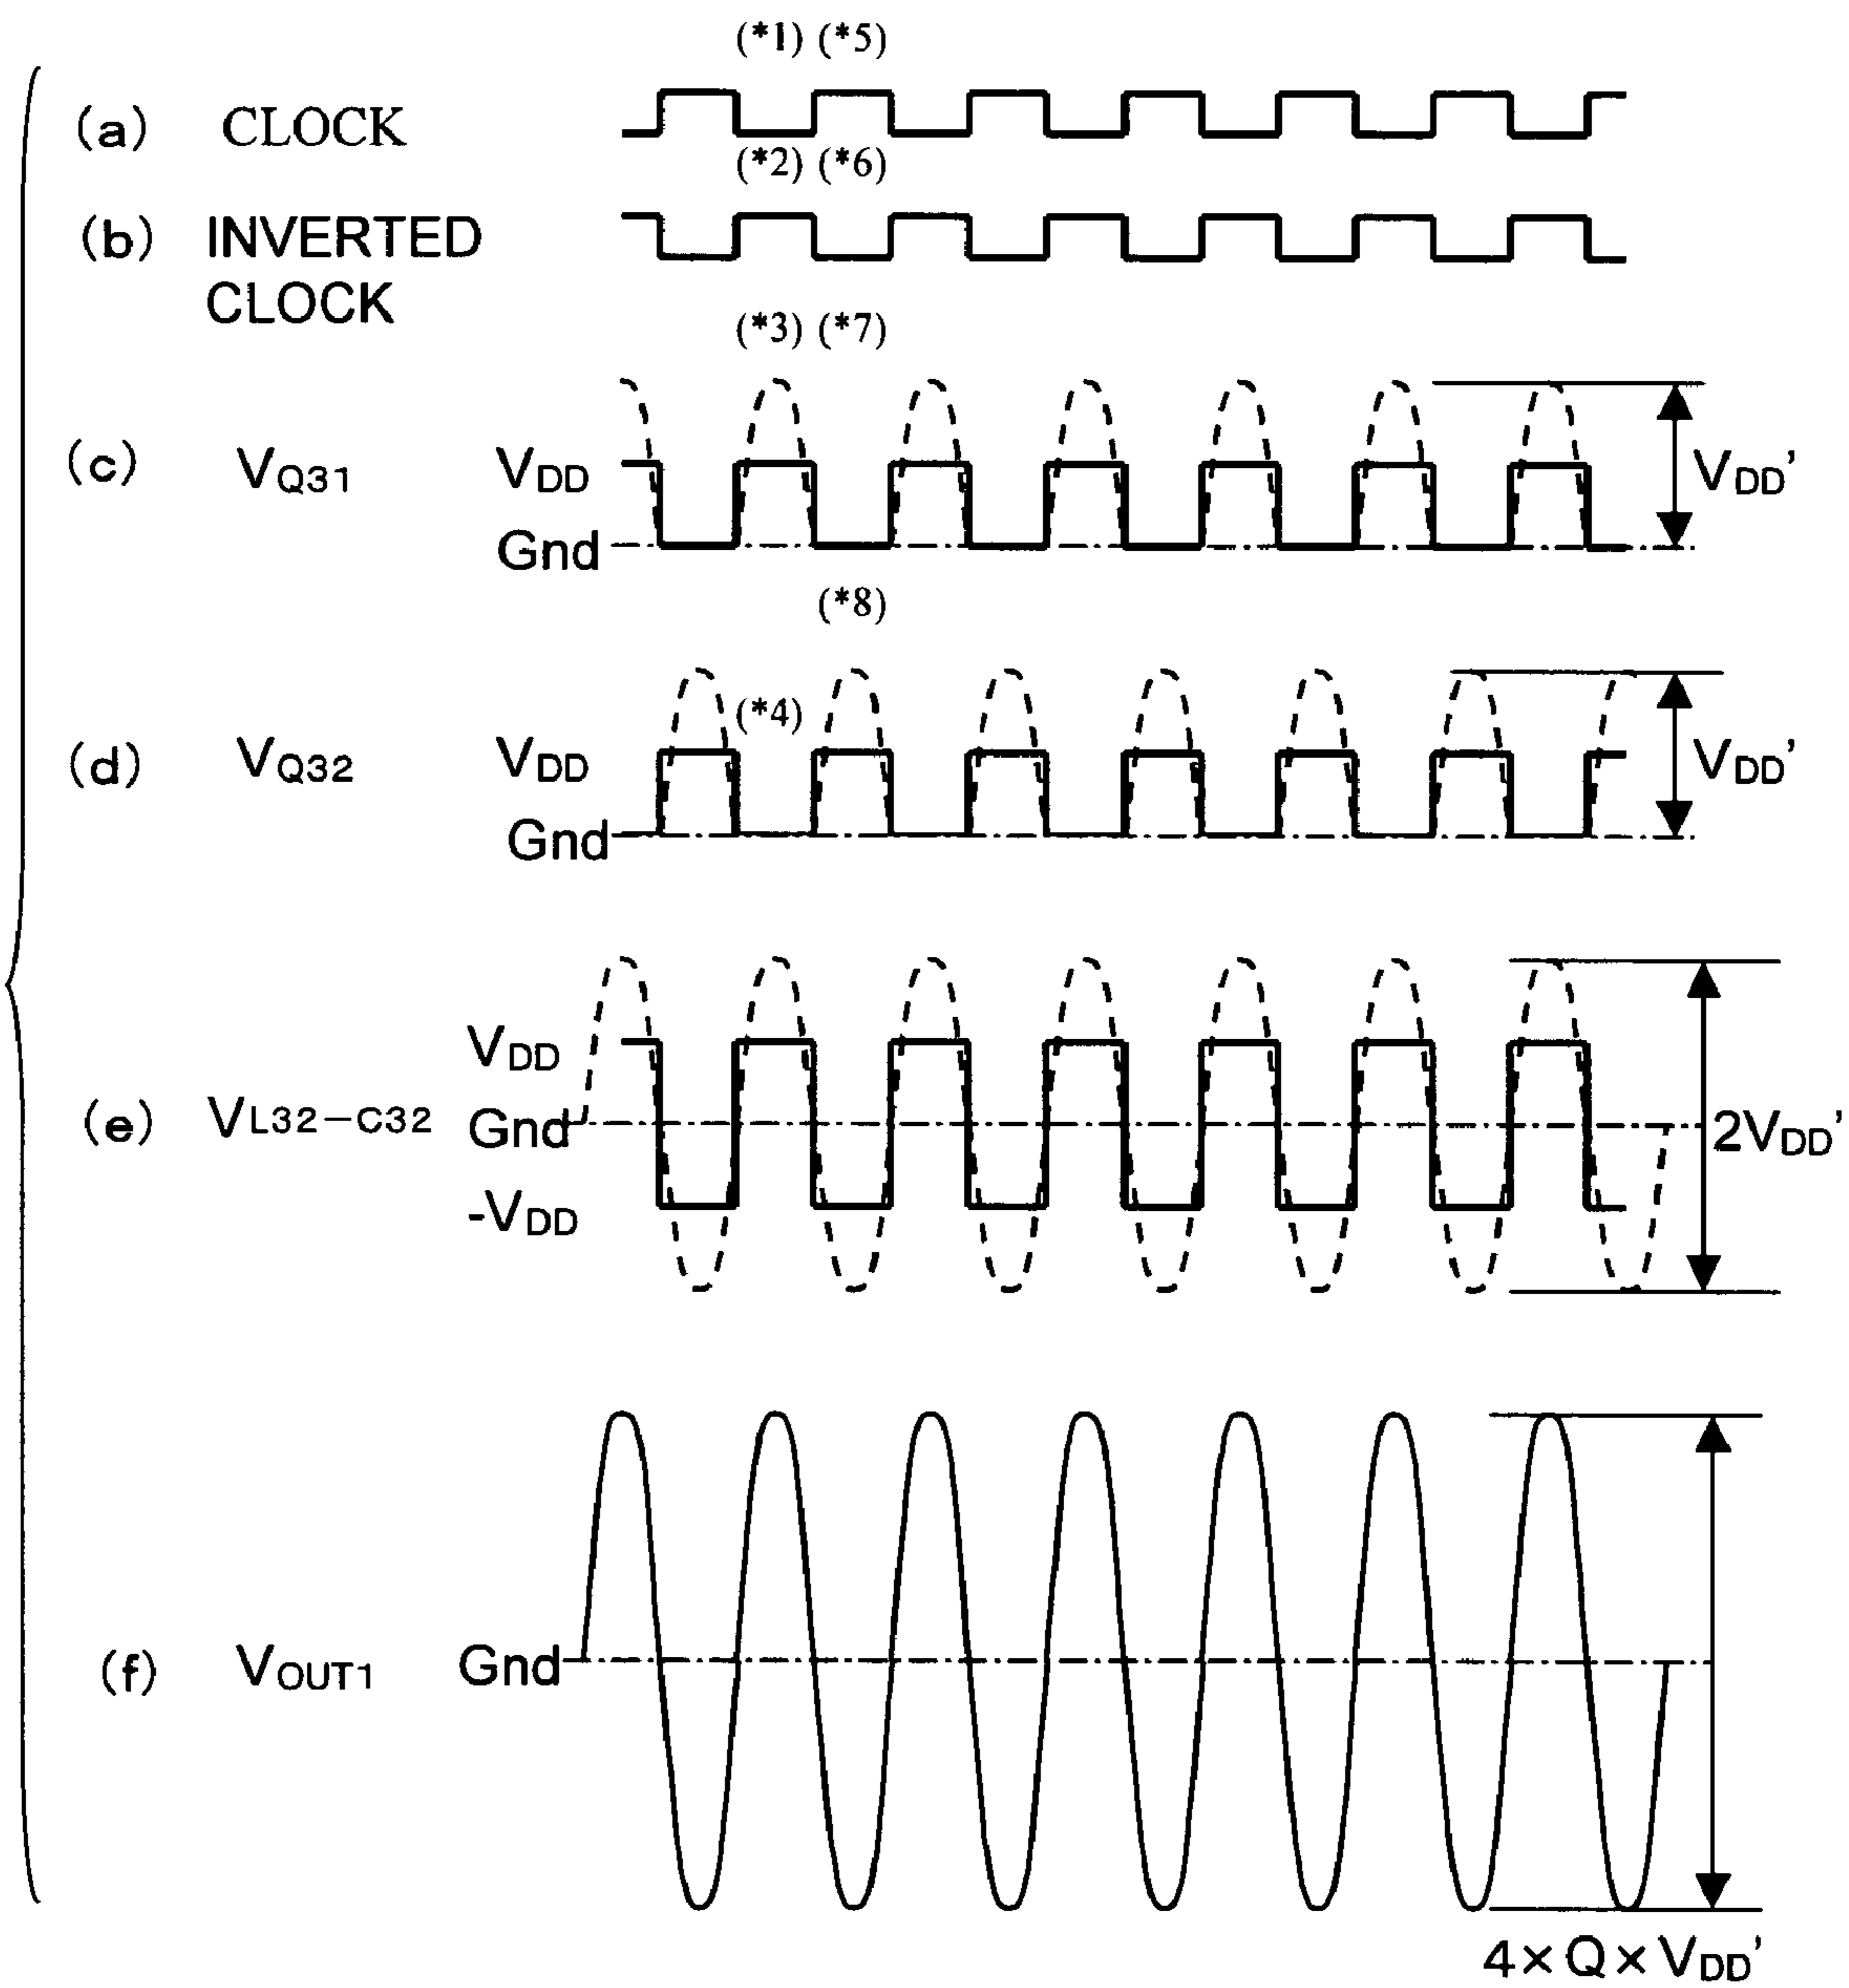 (*1) (*5)
(a) CLOCK
(*2) (*6)
(b) INVERTED
CLOCK
(*3) (*7)
(c) VQ31 VDD VDD'
Gnd
(*8)
(*4)
(d) VQ32 VDD VDD'
Gnd
VDD
(e) VL32-C32 Gnd 2VDD'
-VDD
(f) VOUT1 Gnd
4×Q×VDD'